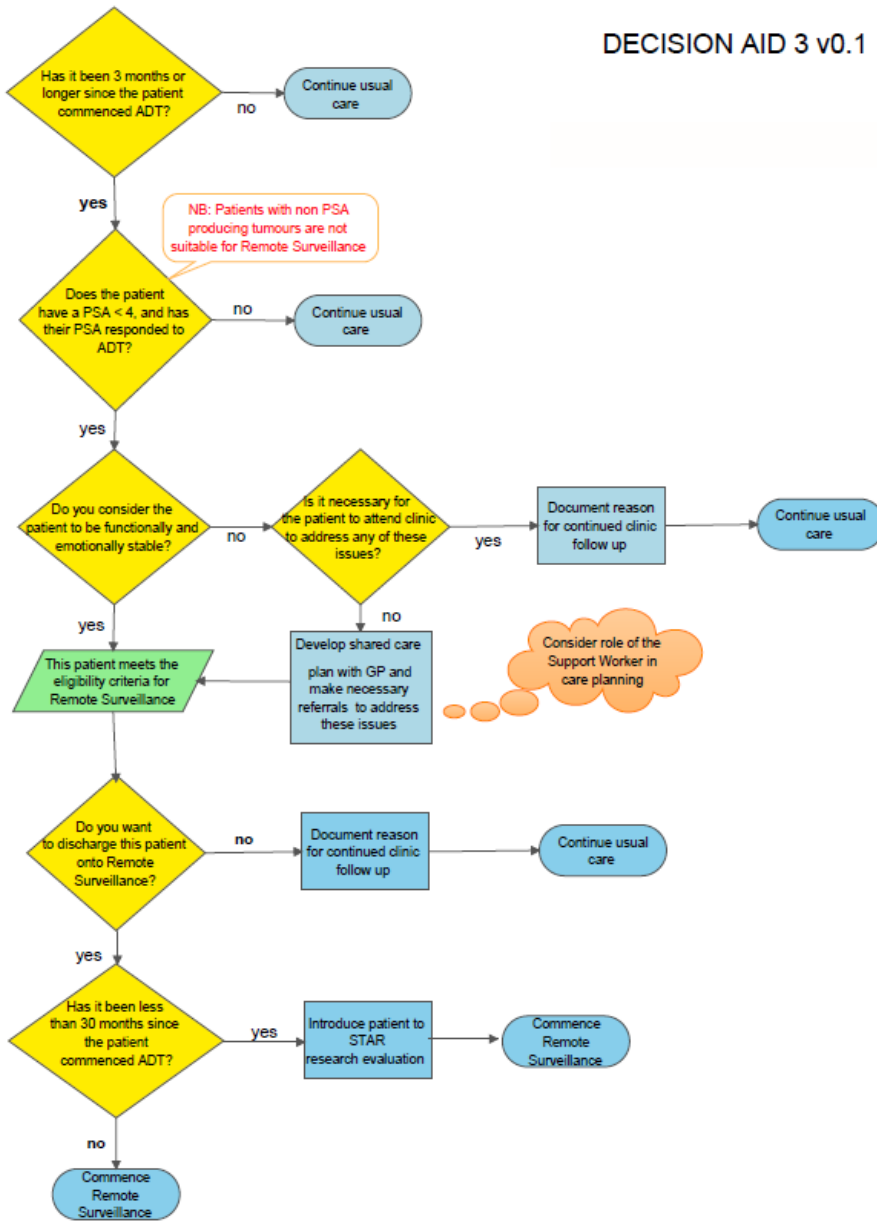 DECISION AID 3 v0.1
Has it been 3 months or
longer since the patient
commenced ADT?
no
Continue usual
care
yes
NB: Patients with non PSA
producing tumours are not
suitable for Remote Surveillance
Does the patient
have a PSA < 4, and has
their PSA responded to
ADT?
no
Continue usual
care
yes
Do you consider the
patient to be functionally and
emotionally stable?
no
Is it necessary for
the patient to attend clinic
to address any of these
issues?
yes
Document reason
for continued clinic
follow up
Continue usual
care
yes
no
This patient meets the
eligibility criteria for
Remote Surveillance
Develop shared care
plan with GP and
make necessary
referrals to address
these issues
Consider role of the
Support Worker in
care planning
Do you want
to discharge this patient
onto Remote
Surveillance?
no
Document reason
for continued clinic
follow up
Continue usual
care
yes
Has it been less
than 30 months since
the patient
commenced ADT?
yes
Introduce patient to
STAR
research evaluation
Commence
Remote
Surveillance
no
Commence
Remote
Surveillance